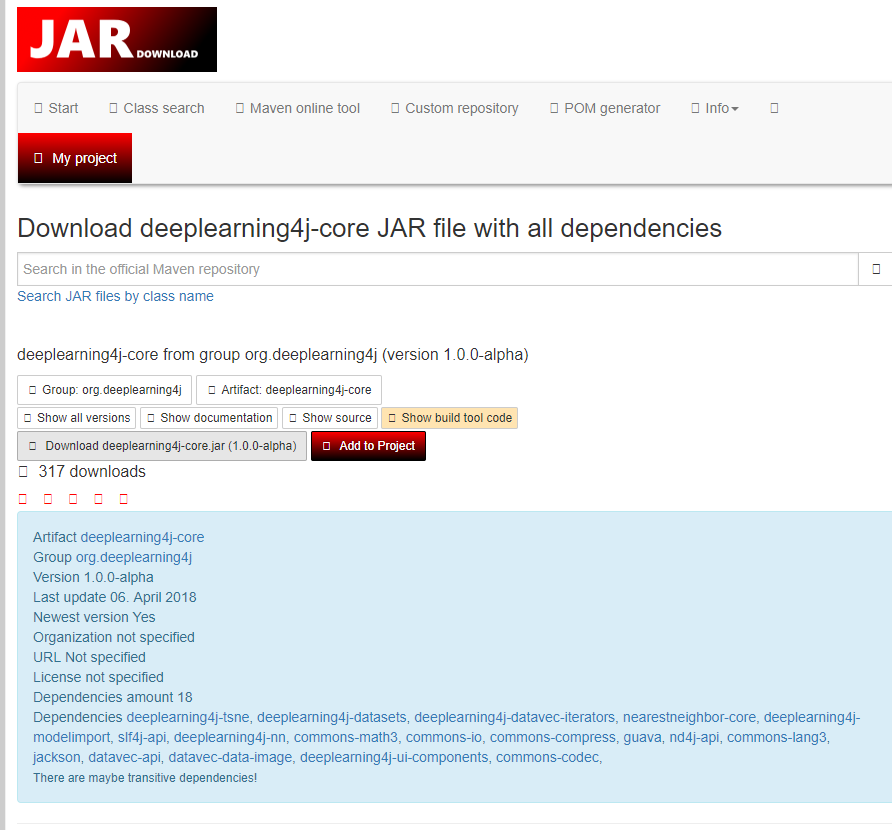 JAR DOWNLOAD
Start Class search Maven online tool Custom repository POM generator Info
My project
Download deeplearning4j-core JAR file with all dependencies
Search in the official Maven repository
Search JAR files by class name
deeplearning4j-core from group org.deeplearning4j (version 1.0.0-alpha)
Group: org.deeplearning4j Artifact: deeplearning4j-core
Show all versions Show documentation Show source Show build tool code
Download deeplearning4j-core.jar (1.0.0-alpha) Add to Project
317 downloads
Artifact deeplearning4j-core
Group org.deeplearning4j
Version 1.0.0-alpha
Last update 06. April 2018
Newest version Yes
Organization not specified
URL Not specified
License not specified
Dependencies amount 18
Dependencies deeplearning4j-tsne, deeplearning4j-datasets, deeplearning4j-datavec-iterators, nearestneighbor-core, deeplearning4j-
modelimport, slf4j-api, deeplearning4j-nn, commons-math3, commons-io, commons-compress, guava, nd4j-api, commons-lang3,
jackson, datavec-api, datavec-data-image, deeplearning4j-ui-components, commons-codec,
There are maybe transitive dependencies!